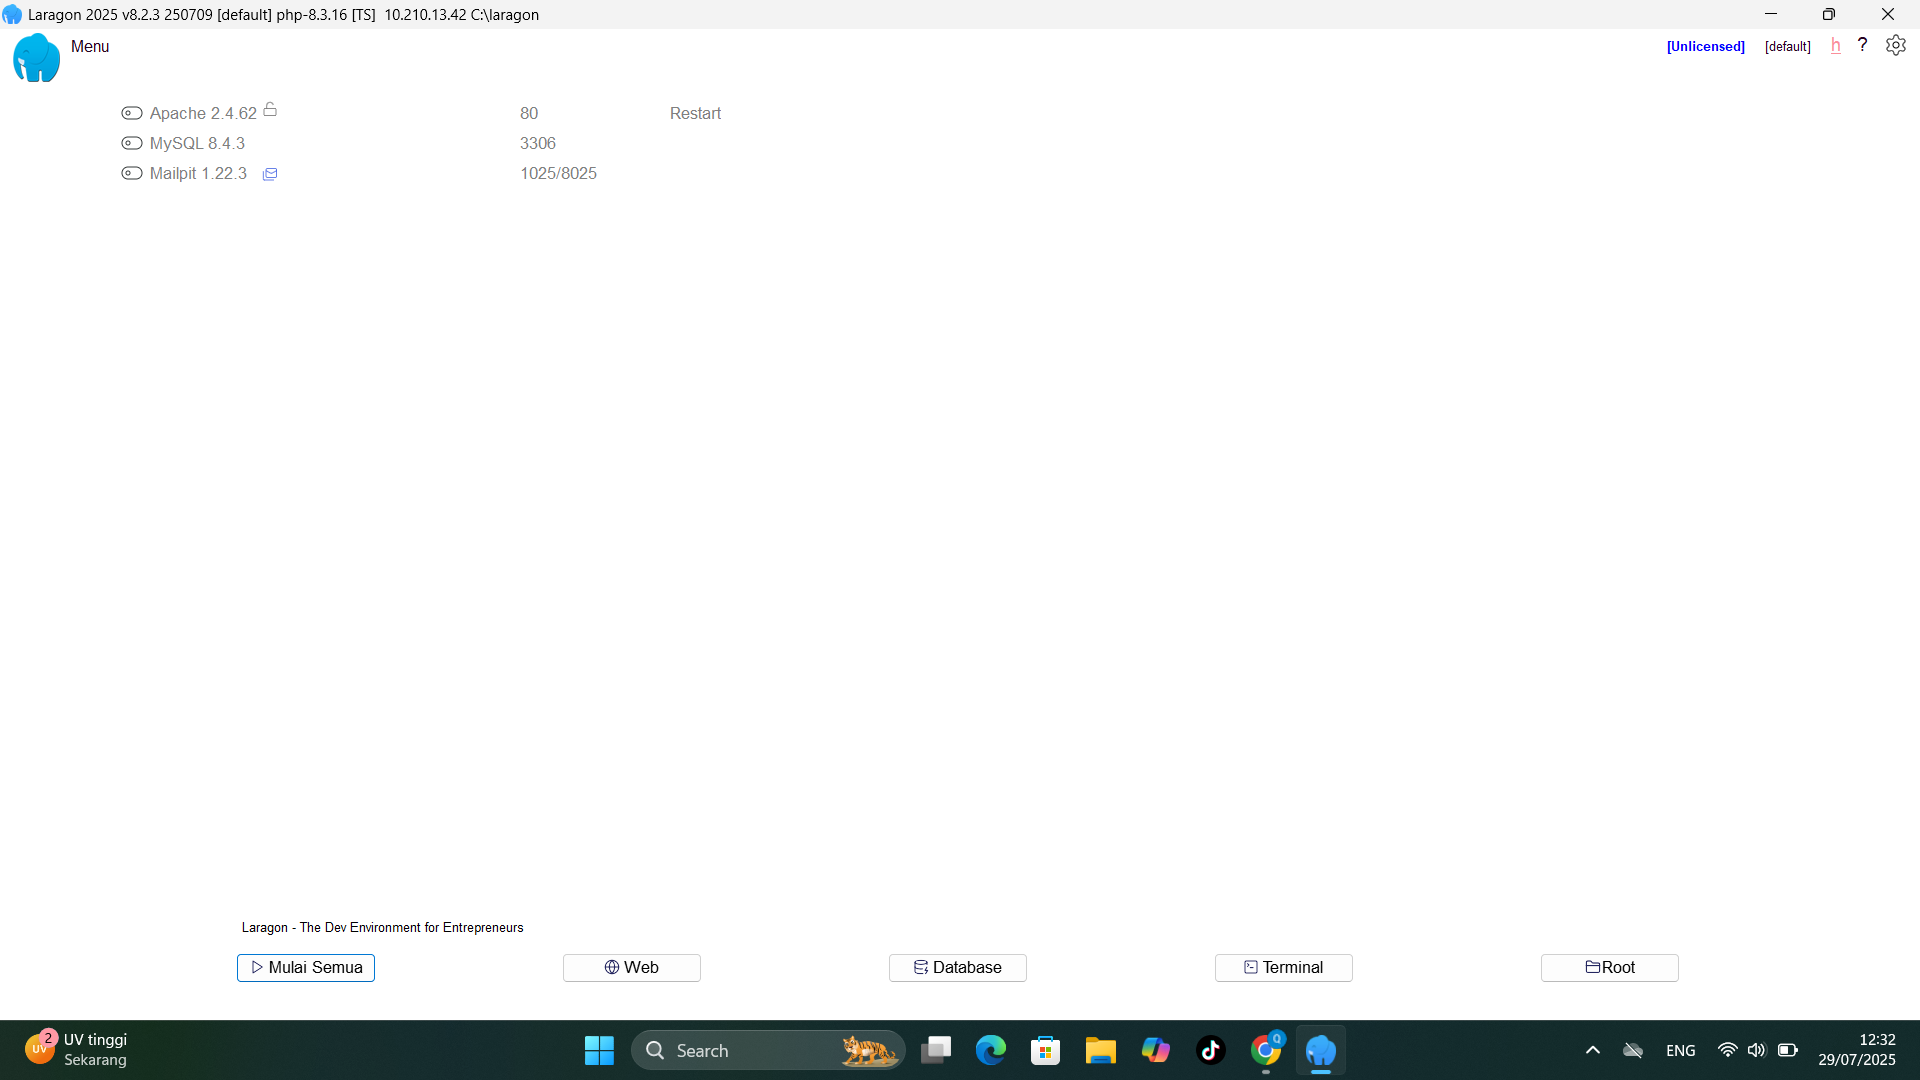 Laragon 2025 v8.2.3 250709 [default] php-8.3.16 [TS]  10.210.13.42 C:\laragon
Menu
[Unlicensed] [default] h ?
Apache 2.4.62 80 Restart
MySQL 8.4.3 3306
Mailpit 1.22.3 1025/8025
Laragon - The Dev Environment for Entrepreneurs
Mulai Semua Web Database Terminal Root
2 UV tinggi
UV Sekarang
Search
Q
ENG
12:32
29/07/2025